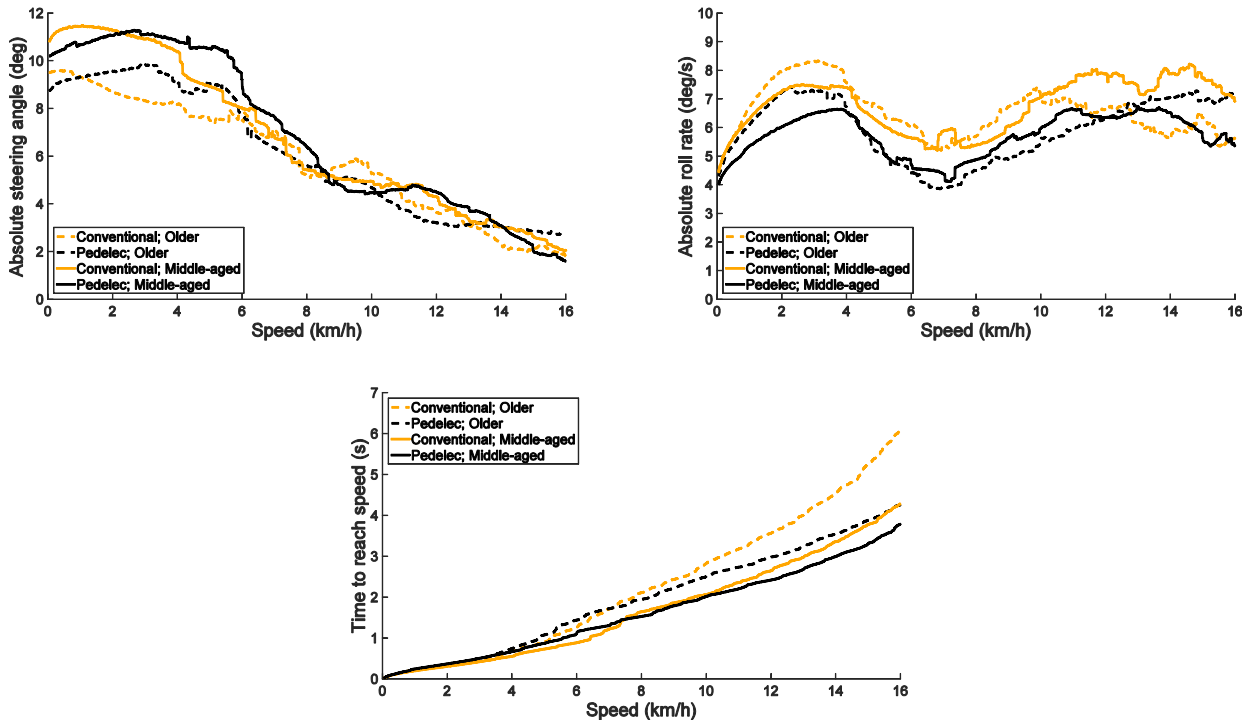 Absolute steering angle (deg)
12
10
8
6
4
2
0
Conventional; Older
Pedelec; Older
Conventional; Middle-aged
Pedelec; Middle-aged
0 2 4 6 8 10 12 14 16
Speed (km/h)
Absolute roll rate (deg/s)
10
9
8
7
6
5
4
3
2
1
0
Conventional; Older
Pedelec; Older
Conventional; Middle-aged
Pedelec; Middle-aged
0 2 4 6 8 10 12 14 16
Speed (km/h)
Time to reach speed (s)
7
6
5
4
3
2
1
0
Conventional; Older
Pedelec; Older
Conventional; Middle-aged
Pedelec; Middle-aged
0 2 4 6 8 10 12 14 16
Speed (km/h)